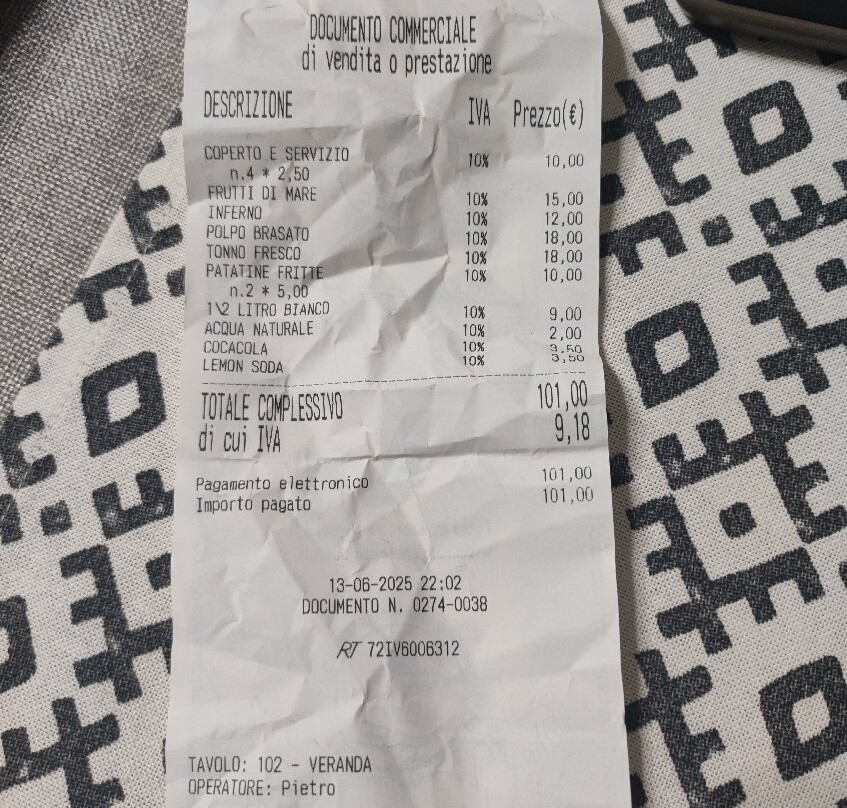 DOCUMENTO COMMERCIALE
di vendita o prestazione
DESCRIZIONE IVA Prezzo(€)
COPERTO E SERVIZIO 10% 10,00
n.4 * 2,50
FRUTTI DI MARE 10% 15,00
INFERNO 10% 12,00
POLPO BRASATO 10% 18,00
TONNO FRESCO 10% 18,00
PATATINE FRITTE 10% 10,00
n.2 * 5,00
1\2 LITRO BIANCO 10% 9,00
ACQUA NATURALE 10% 2,00
COCACOLA 10% 3,50
LEMON SODA 10% 3,50
TOTALE COMPLESSIVO 101,00
di cui IVA 9,18
Pagamento elettronico 101,00
Importo pagato 101,00
13-06-2025 22:02
DOCUMENTO N. 0274-0038
RT 72IV6006312
TAVOLO: 102 - VERANDA
OPERATORE: Pietro